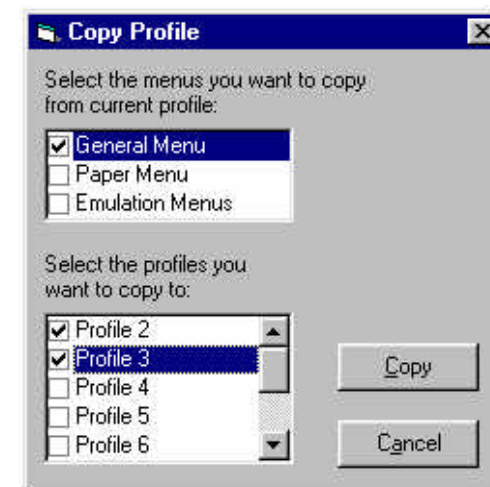 Copy Profile
Select the menus you want to copy
from current profile:
General Menu
Paper Menu
Emulation Menus
Select the profiles you
want to copy to:
Profile 2
Profile 3
Profile 4
Profile 5
Profile 6
Copy
Cancel